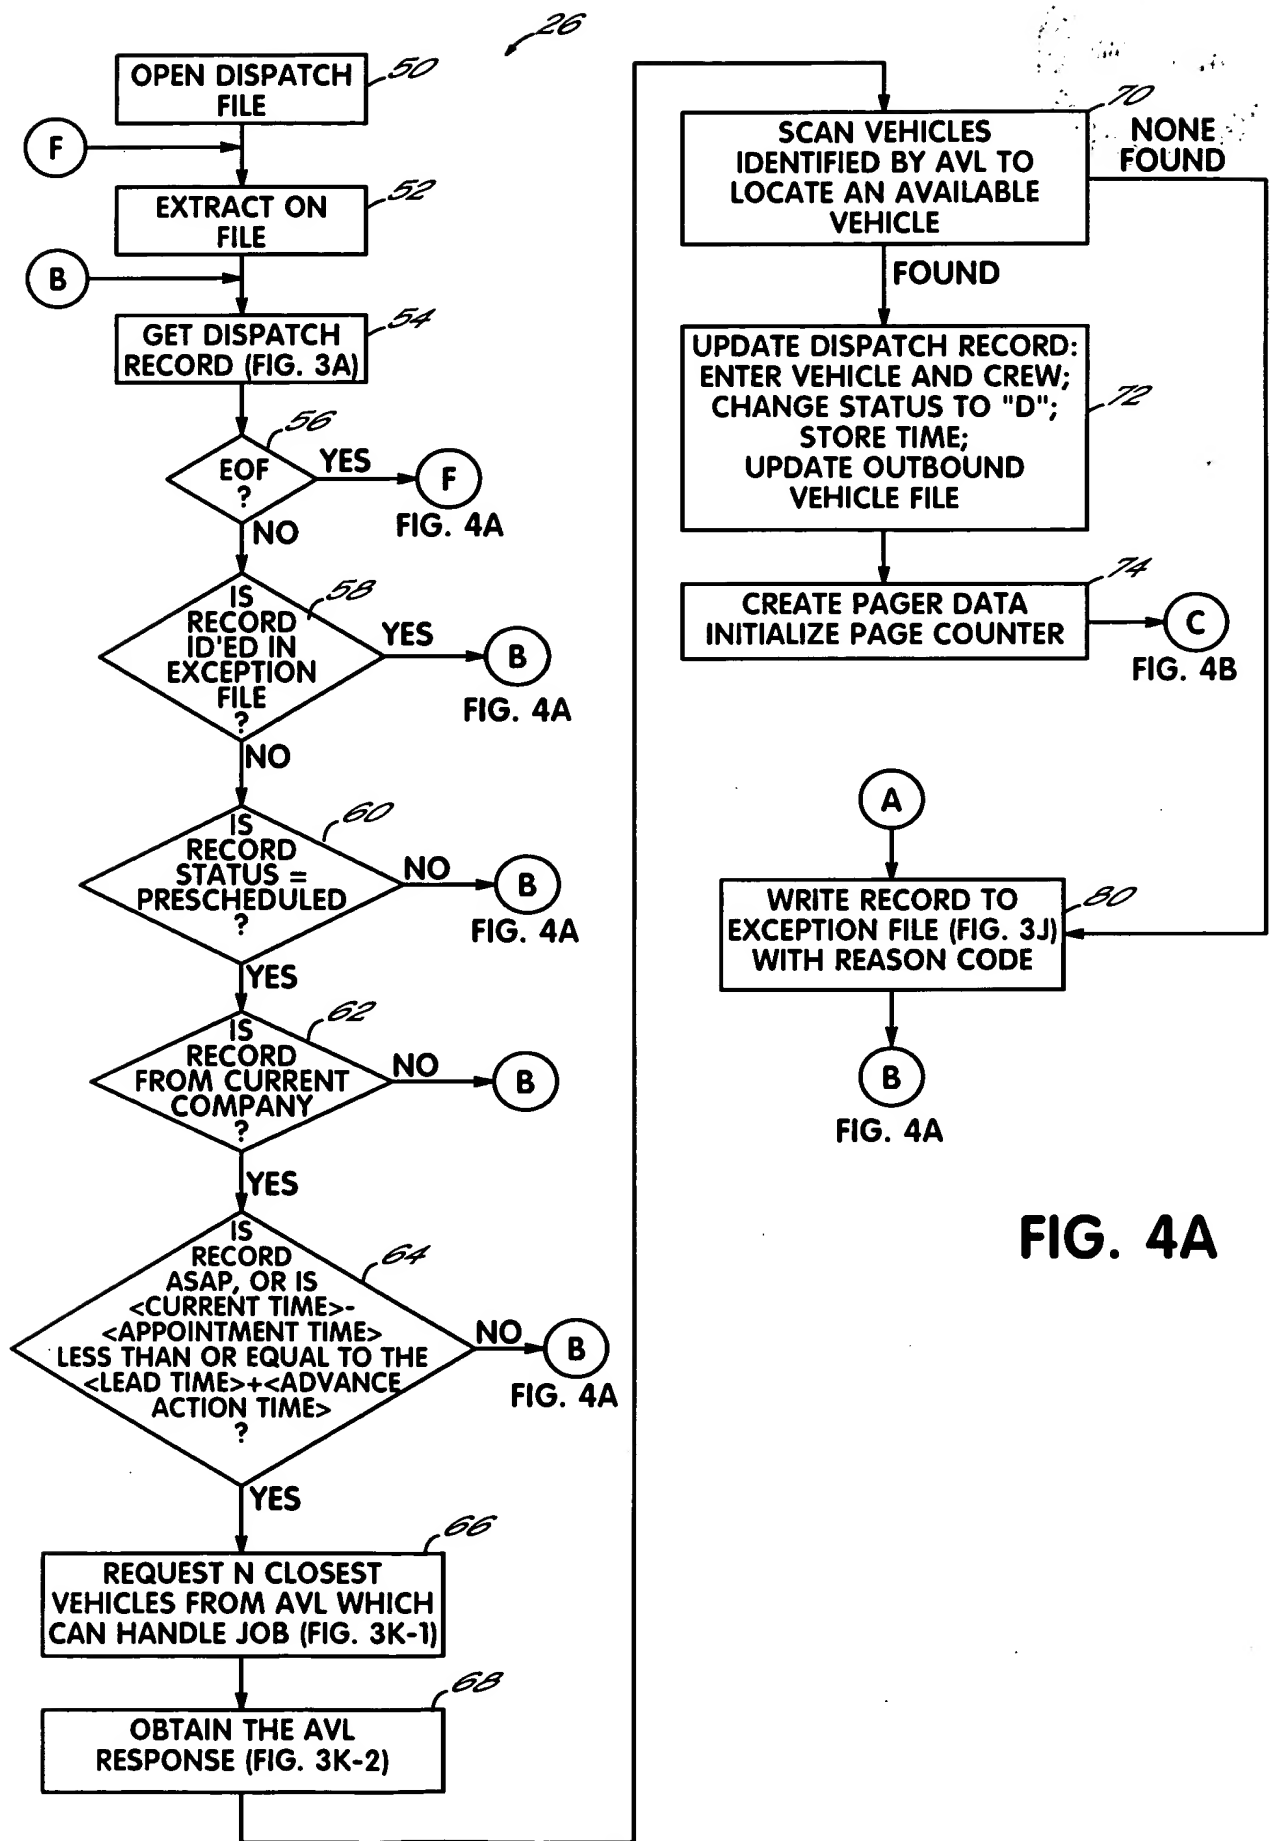 26
OPEN DISPATCH
FILE
50
F
EXTRACT ON
FILE
52
B
GET DISPATCH
RECORD (FIG. 3A)
54
EOF
?
56
YES
F
FIG. 4A
NO
IS
RECORD
ID'ED IN
EXCEPTION
FILE
?
58
YES
B
FIG. 4A
NO
IS
RECORD
STATUS =
PRESCHEDULED
?
60
NO
B
FIG. 4A
YES
IS
RECORD
FROM CURRENT
COMPANY
?
62
NO
B
YES
IS
RECORD
ASAP, OR IS
<CURRENT TIME>-
<APPOINTMENT TIME>
LESS THAN OR EQUAL TO THE
<LEAD TIME>+<ADVANCE
ACTION TIME>
?
64
NO
B
FIG. 4A
YES
REQUEST N CLOSEST
VEHICLES FROM AVL WHICH
CAN HANDLE JOB (FIG. 3K-1)
66
OBTAIN THE AVL
RESPONSE (FIG. 3K-2)
68
SCAN VEHICLES
IDENTIFIED BY AVL TO
LOCATE AN AVAILABLE
VEHICLE
70
NONE
FOUND
FOUND
UPDATE DISPATCH RECORD:
ENTER VEHICLE AND CREW;
CHANGE STATUS TO "D";
STORE TIME;
UPDATE OUTBOUND
VEHICLE FILE
72
CREATE PAGER DATA
INITIALIZE PAGE COUNTER
74
C
FIG. 4B
A
WRITE RECORD TO
EXCEPTION FILE (FIG. 3J)
WITH REASON CODE
80
B
FIG. 4A
FIG. 4A